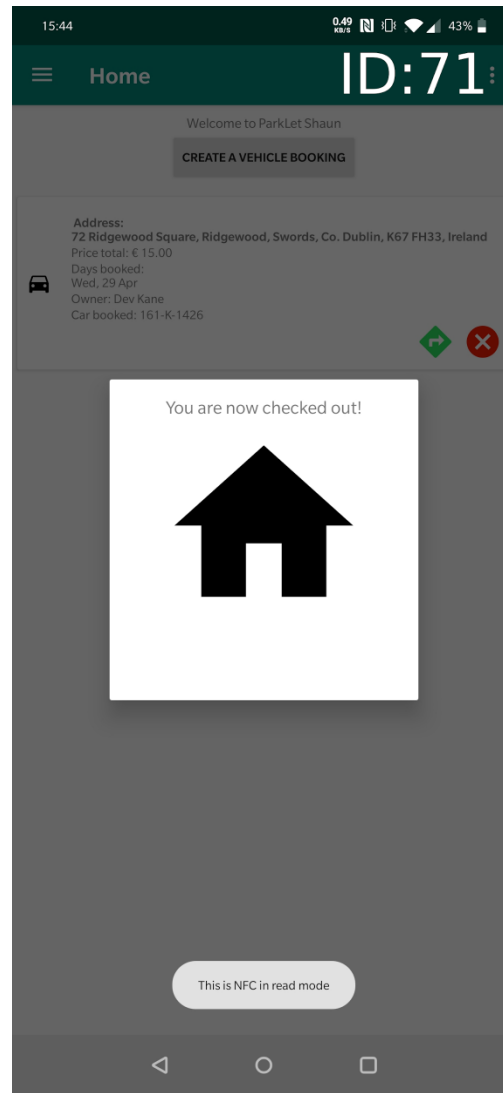 15:44
0.49 KB/S
43%
Home
ID:71
Welcome to ParkLet Shaun
CREATE A VEHICLE BOOKING
Address:
72 Ridgewood Square, Ridgewood, Swords, Co. Dublin, K67 FH33, Ireland
Price total: € 15.00
Days booked:
Wed, 29 Apr
Owner: Dev Kane
Car booked: 161-K-1426
You are now checked out!
This is NFC in read mode